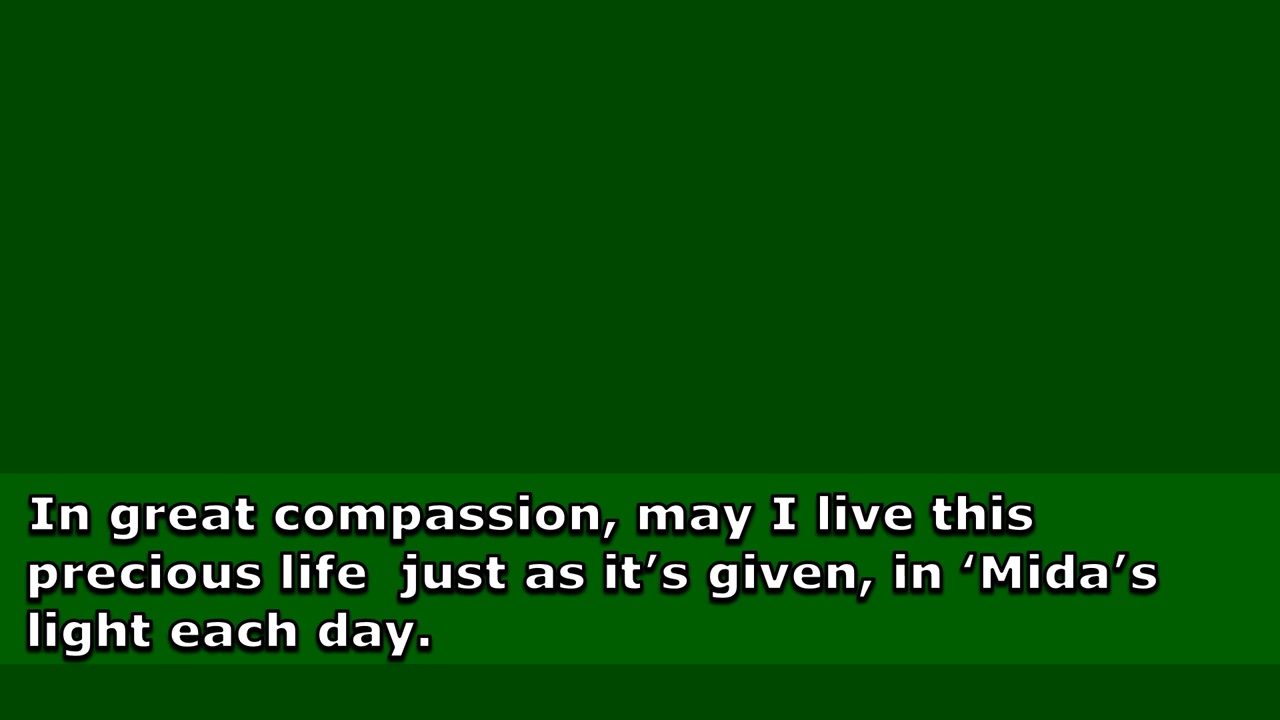 In great compassion, may I live this
precious life  just as it’s given, in ‘Mida’s
light each day.